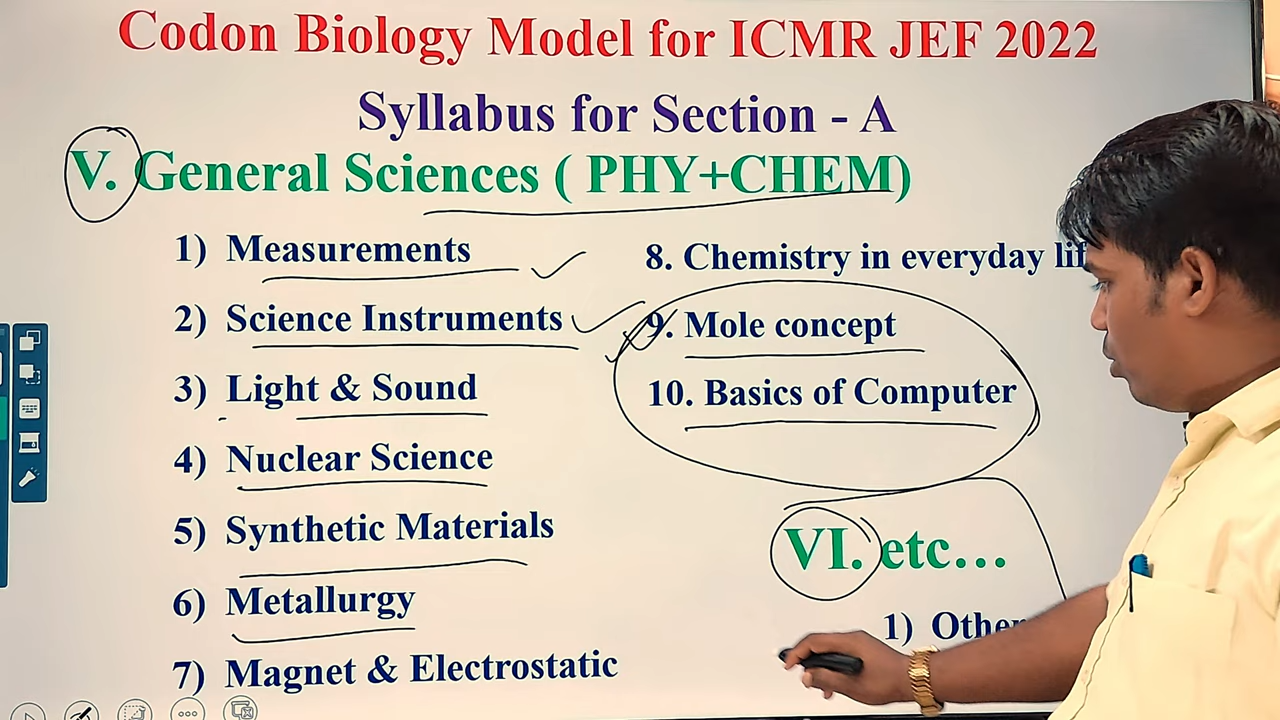 Codon Biology Model for ICMR JEF 2022
Syllabus for Section - A
V. General Sciences ( PHY+CHEM)
1) Measurements
2) Science Instruments
3) Light & Sound
4) Nuclear Science
5) Synthetic Materials
6) Metallurgy
7) Magnet & Electrostatic
8. Chemistry in everyday
9. Mole concept
10. Basics of Computer
VI. etc...
1) Other